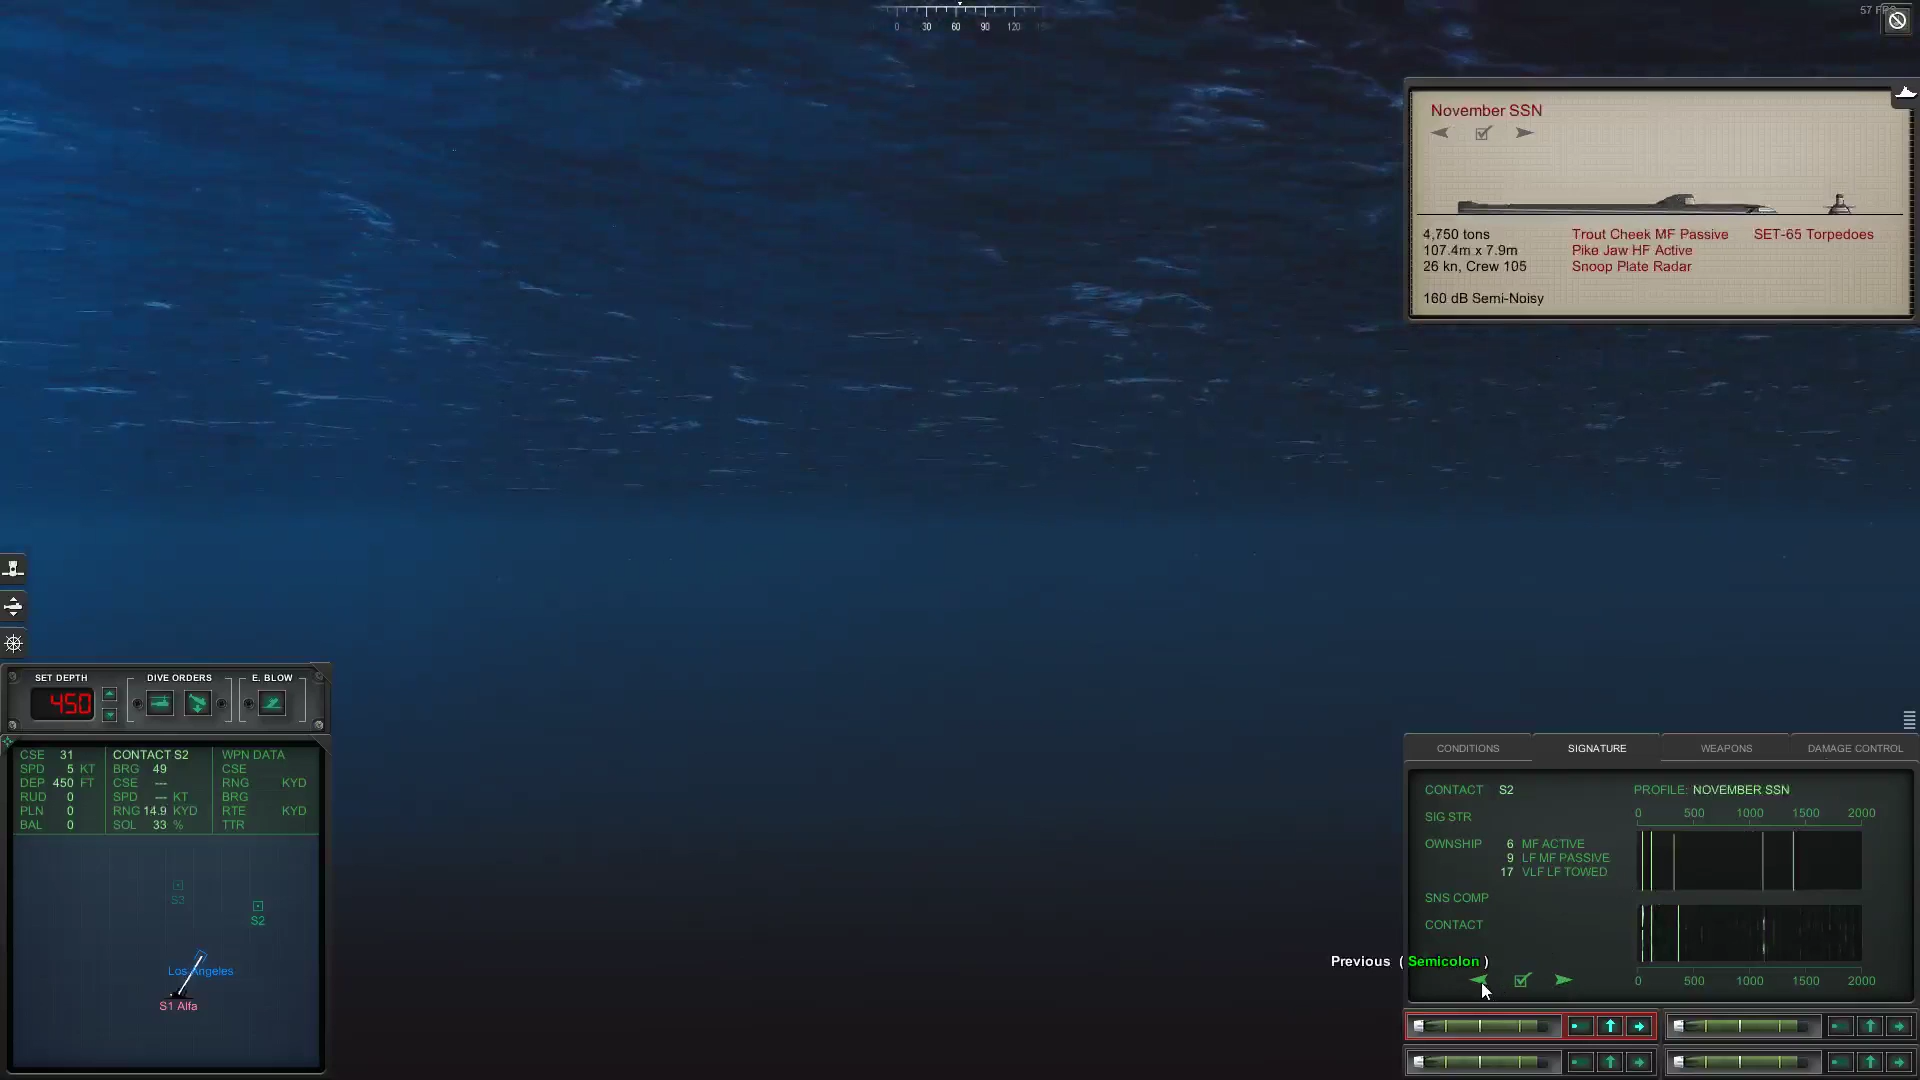 57 FPS
0 30 60 90 120
November SSN
4,750 tons
107.4m x 7.9m
26 kn, Crew 105
160 dB Semi-Noisy
Trout Cheek MF Passive
Pike Jaw HF Active
Snoop Plate Radar
SET-65 Torpedoes
SET DEPTH
450
DIVE ORDERS
E. BLOW
CSE 31
SPD 5 KT
DEP 450 FT
RUD 0
PLN 0
BAL 0
CONTACT S2
BRG 49
CSE ---
SPD --- KT
RNG 14.9 KYD
SOL 33 %
WPN DATA
CSE
RNG KYD
BRG
RTE KYD
TTR
S3
S2
Los Angeles
S1 Alfa
CONDITIONS
SIGNATURE
WEAPONS
DAMAGE CONTROL
CONTACT S2
SIG STR
OWNSHIP 6 MF ACTIVE
9 LF MF PASSIVE
17 VLF LF TOWED
SNS COMP
CONTACT
PROFILE: NOVEMBER SSN
0 500 1000 1500 2000
0 500 1000 1500 2000
Previous ( Semicolon )